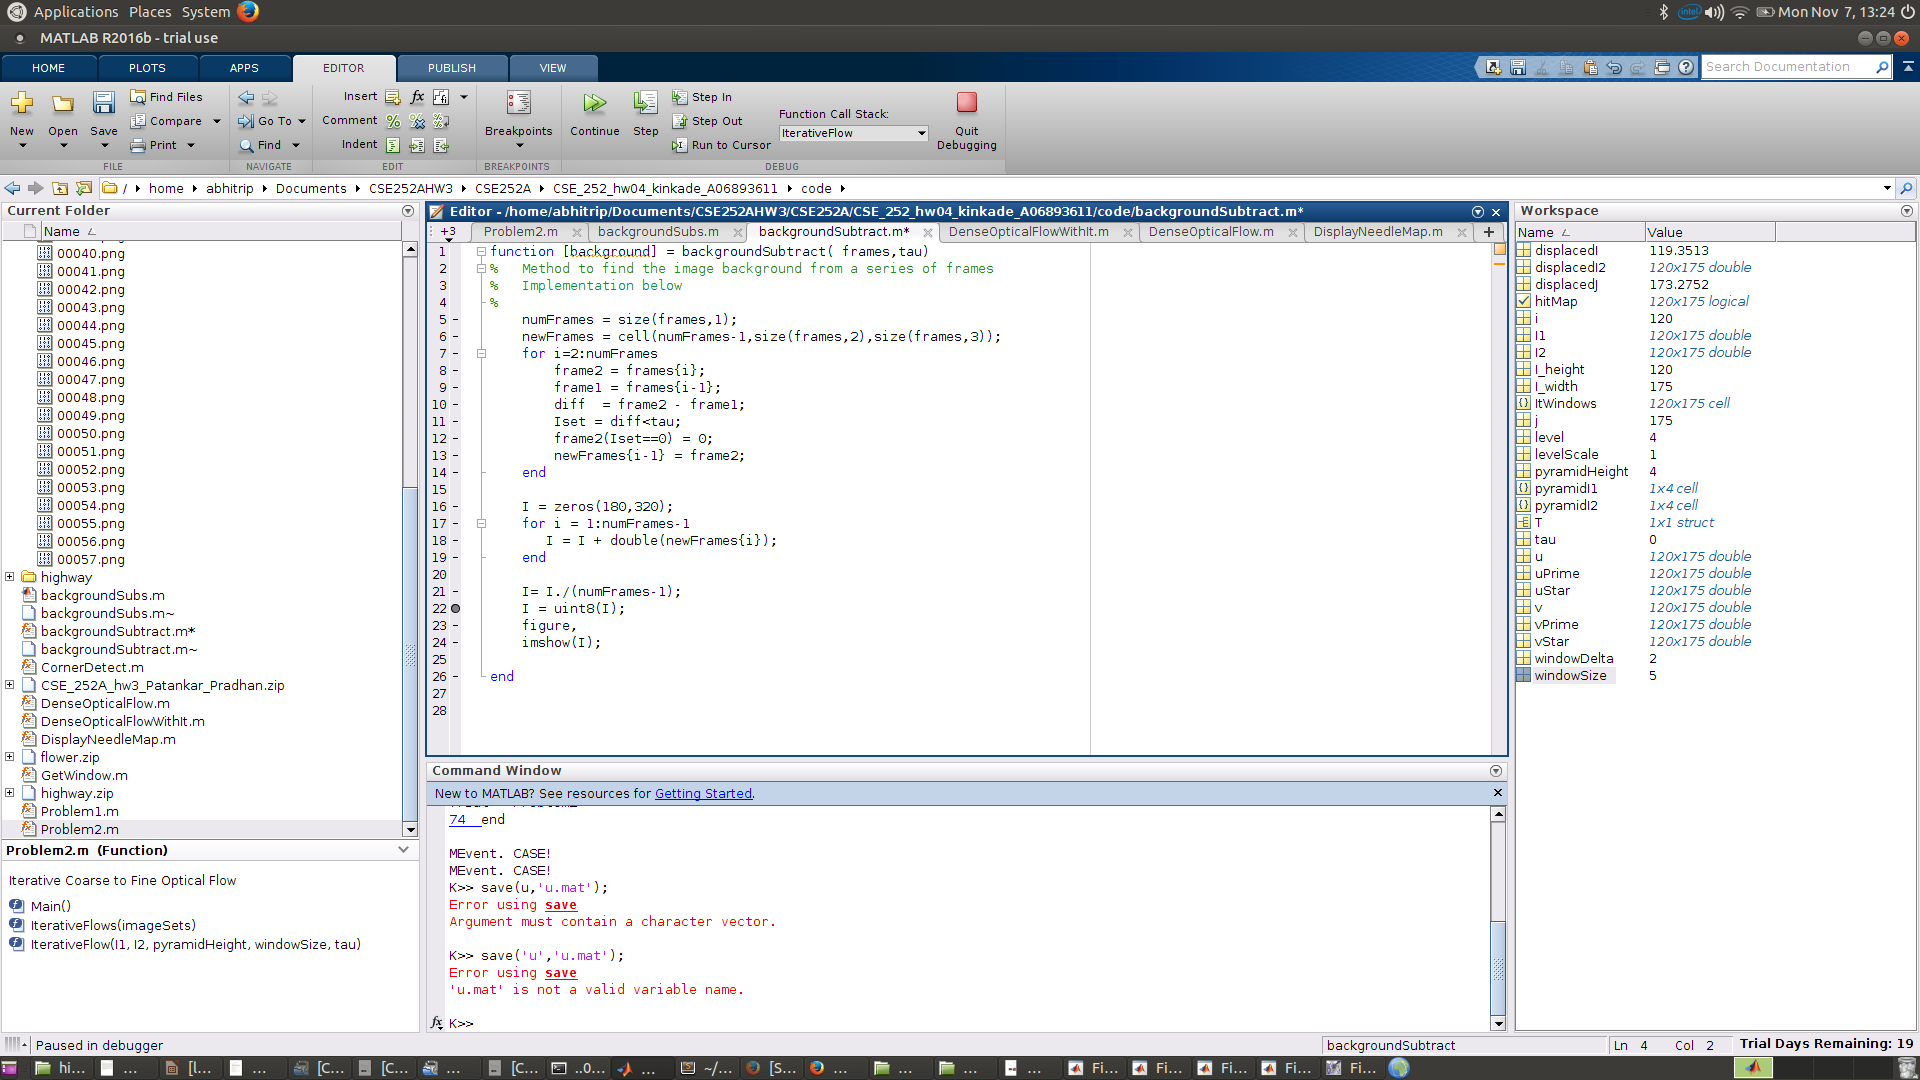 Applications Places System
Mon Nov 7, 13:24
MATLAB R2016b - trial use
HOME PLOTS APPS EDITOR PUBLISH VIEW
Search Documentation
New Open Save
Find Files
Compare
Print
FILE
Go To
Find
NAVIGATE
Insert
Comment
Indent
EDIT
Breakpoints
BREAKPOINTS
Continue Step
Step In
Step Out
Run to Cursor
Function Call Stack:
IterativeFlow
Quit Debugging
DEBUG
/ home abhitrip Documents CSE252AHW3 CSE252A CSE_252_hw04_kinkade_A06893611 code
Current Folder
Name
00040.png
00041.png
00042.png
00043.png
00044.png
00045.png
00046.png
00047.png
00048.png
00049.png
00050.png
00051.png
00052.png
00053.png
00054.png
00055.png
00056.png
00057.png
highway
backgroundSubs.m
backgroundSubs.m~
backgroundSubtract.m*
backgroundSubtract.m~
CornerDetect.m
CSE_252A_hw3_Patankar_Pradhan.zip
DenseOpticalFlow.m
DenseOpticalFlowWithIt.m
DisplayNeedleMap.m
flower.zip
GetWindow.m
highway.zip
Problem1.m
Problem2.m
Problem2.m (Function)
Iterative Coarse to Fine Optical Flow
Main()
IterativeFlows(imageSets)
IterativeFlow(I1, I2, pyramidHeight, windowSize, tau)
Editor - /home/abhitrip/Documents/CSE252AHW3/CSE252A/CSE_252_hw04_kinkade_A06893611/code/backgroundSubtract.m*
+3 Problem2.m backgroundSubs.m backgroundSubtract.m* DenseOpticalFlowWithIt.m DenseOpticalFlow.m DisplayNeedleMap.m +
1 function [background] = backgroundSubtract( frames,tau)
2 % Method to find the image background from a series of frames
3 % Implementation below
4 %
5 - numFrames = size(frames,1);
6 - newFrames = cell(numFrames-1,size(frames,2),size(frames,3));
7 - for i=2:numFrames
8 - frame2 = frames{i};
9 - frame1 = frames{i-1};
10 - diff = frame2 - frame1;
11 - Iset = diff<tau;
12 - frame2(Iset==0) = 0;
13 - newFrames{i-1} = frame2;
14 - end
15
16 - I = zeros(180,320);
17 - for i = 1:numFrames-1
18 - I = I + double(newFrames{i});
19 - end
20
21 - I= I./(numFrames-1);
22 I = uint8(I);
23 - figure,
24 - imshow(I);
25
26 - end
27
28
Command Window
New to MATLAB? See resources for Getting Started.
74 end
MEvent. CASE!
MEvent. CASE!
K>> save(u,'u.mat');
Error using save
Argument must contain a character vector.
K>> save('u','u.mat');
Error using save
'u.mat' is not a valid variable name.
fx K>>
Workspace
Name Value
displacedI 119.3513
displacedI2 120x175 double
displacedJ 173.2752
hitMap 120x175 logical
i 120
I1 120x175 double
I2 120x175 double
I_height 120
I_width 175
ItWindows 120x175 cell
j 175
level 4
levelScale 1
pyramidHeight 4
pyramidI1 1x4 cell
pyramidI2 1x4 cell
T 1x1 struct
tau 0
u 120x175 double
uPrime 120x175 double
uStar 120x175 double
v 120x175 double
vPrime 120x175 double
vStar 120x175 double
windowDelta 2
windowSize 5
Paused in debugger
backgroundSubtract
Ln 4 Col 2
Trial Days Remaining: 19
hi... ... [l... ... [C... [C... ... [C... ..0... ... ~/... [S... ... ... ... ... Fi... Fi... Fi... Fi... Fi...